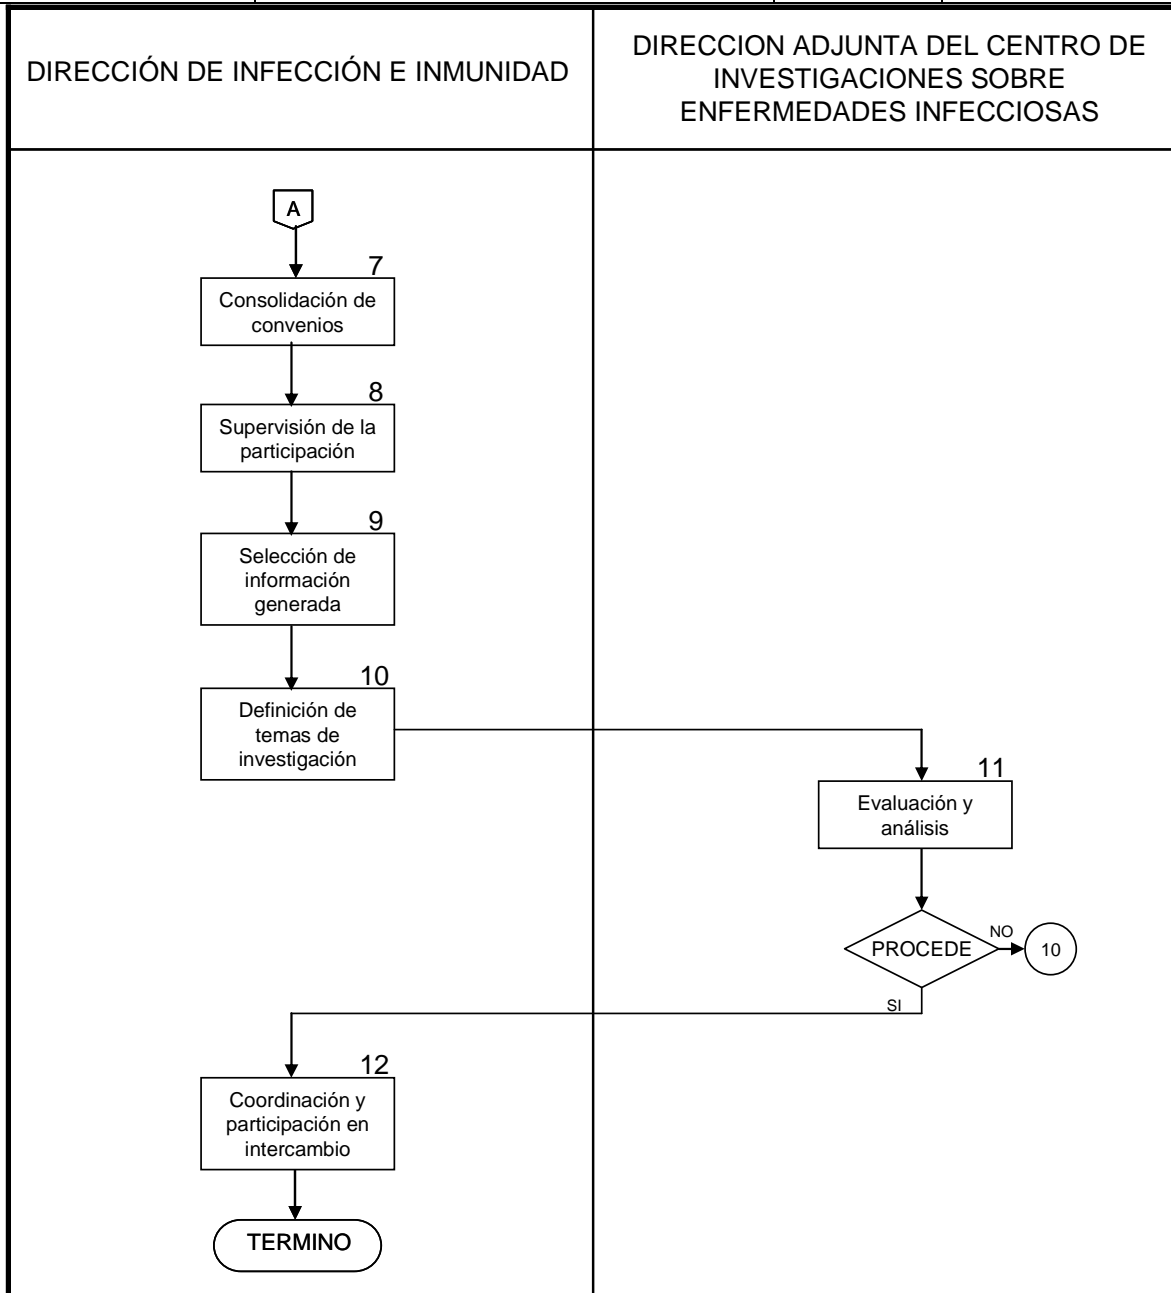 DIRECCIÓN DE INFECCIÓN E INMUNIDAD
DIRECCION ADJUNTA DEL CENTRO DE
INVESTIGACIONES SOBRE
ENFERMEDADES INFECCIOSAS
A
7
Consolidación de
convenios
8
Supervisión de la
participación
9
Selección de
información
generada
10
Definición de
temas de
investigación
11
Evaluación y
análisis
PROCEDE
NO
10
SI
12
Coordinación y
participación en
intercambio
TERMINO